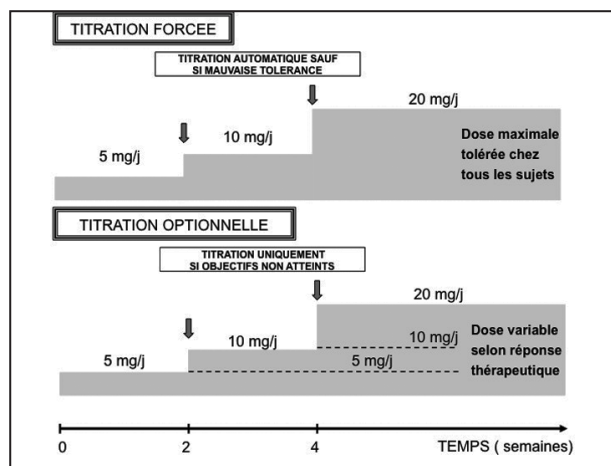 TITRATION FORCEE
TITRATION AUTOMATIQUE SAUF
SI MAUVAISE TOLERANCE
20 mg/j
10 mg/j
5 mg/j
Dose maximale
tolérée chez
tous les sujets
TITRATION OPTIONNELLE
TITRATION UNIQUEMENT
SI OBJECTIFS NON ATTEINTS
20 mg/j
10 mg/j
10 mg/j
5 mg/j
5 mg/j
Dose variable
selon réponse
thérapeutique
0
2
4
TEMPS ( semaines)